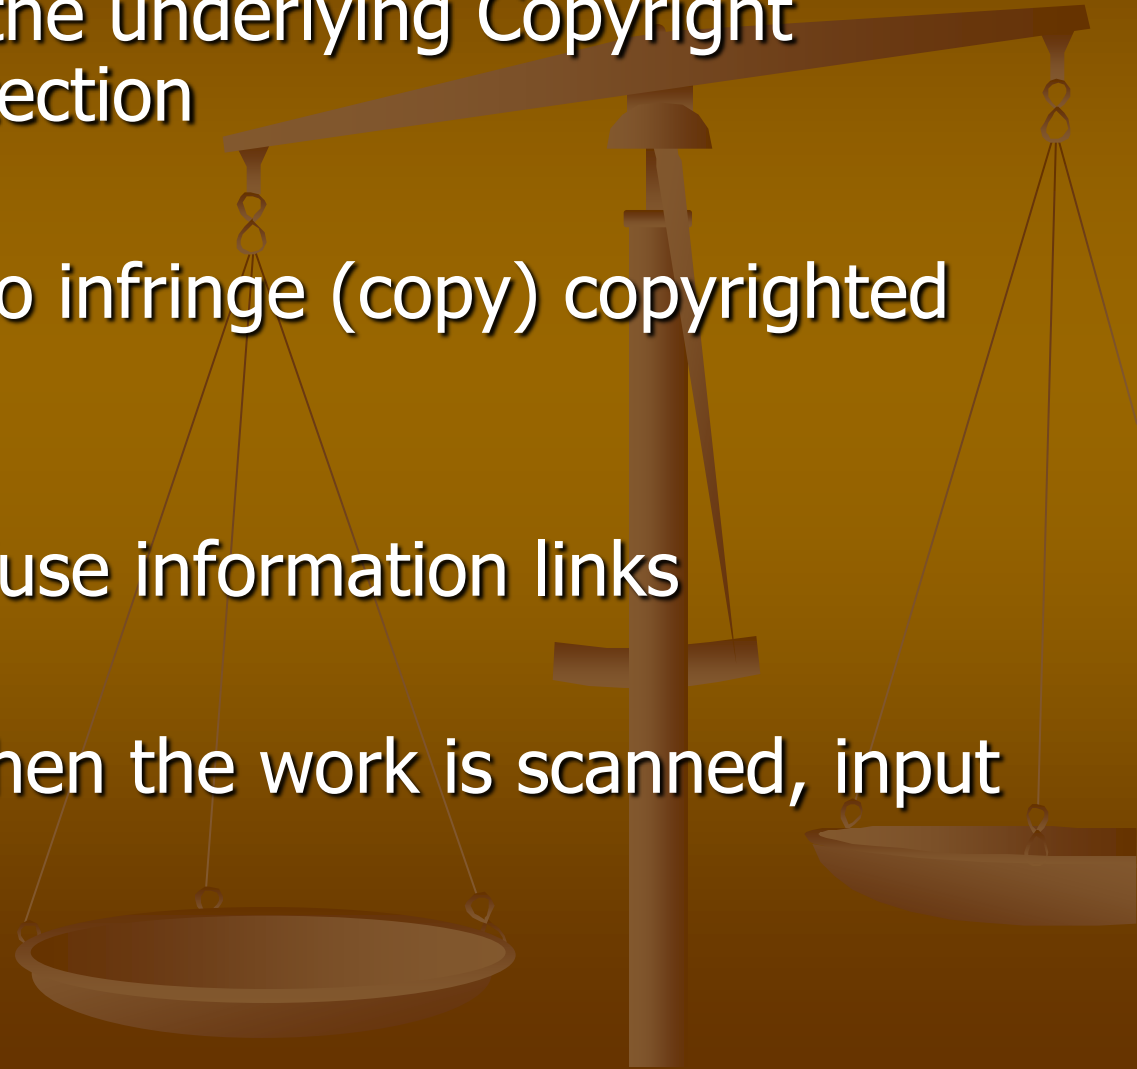 the underlying Copyright
ection
o infringe (copy) copyrighted
use information links
hen the work is scanned, input